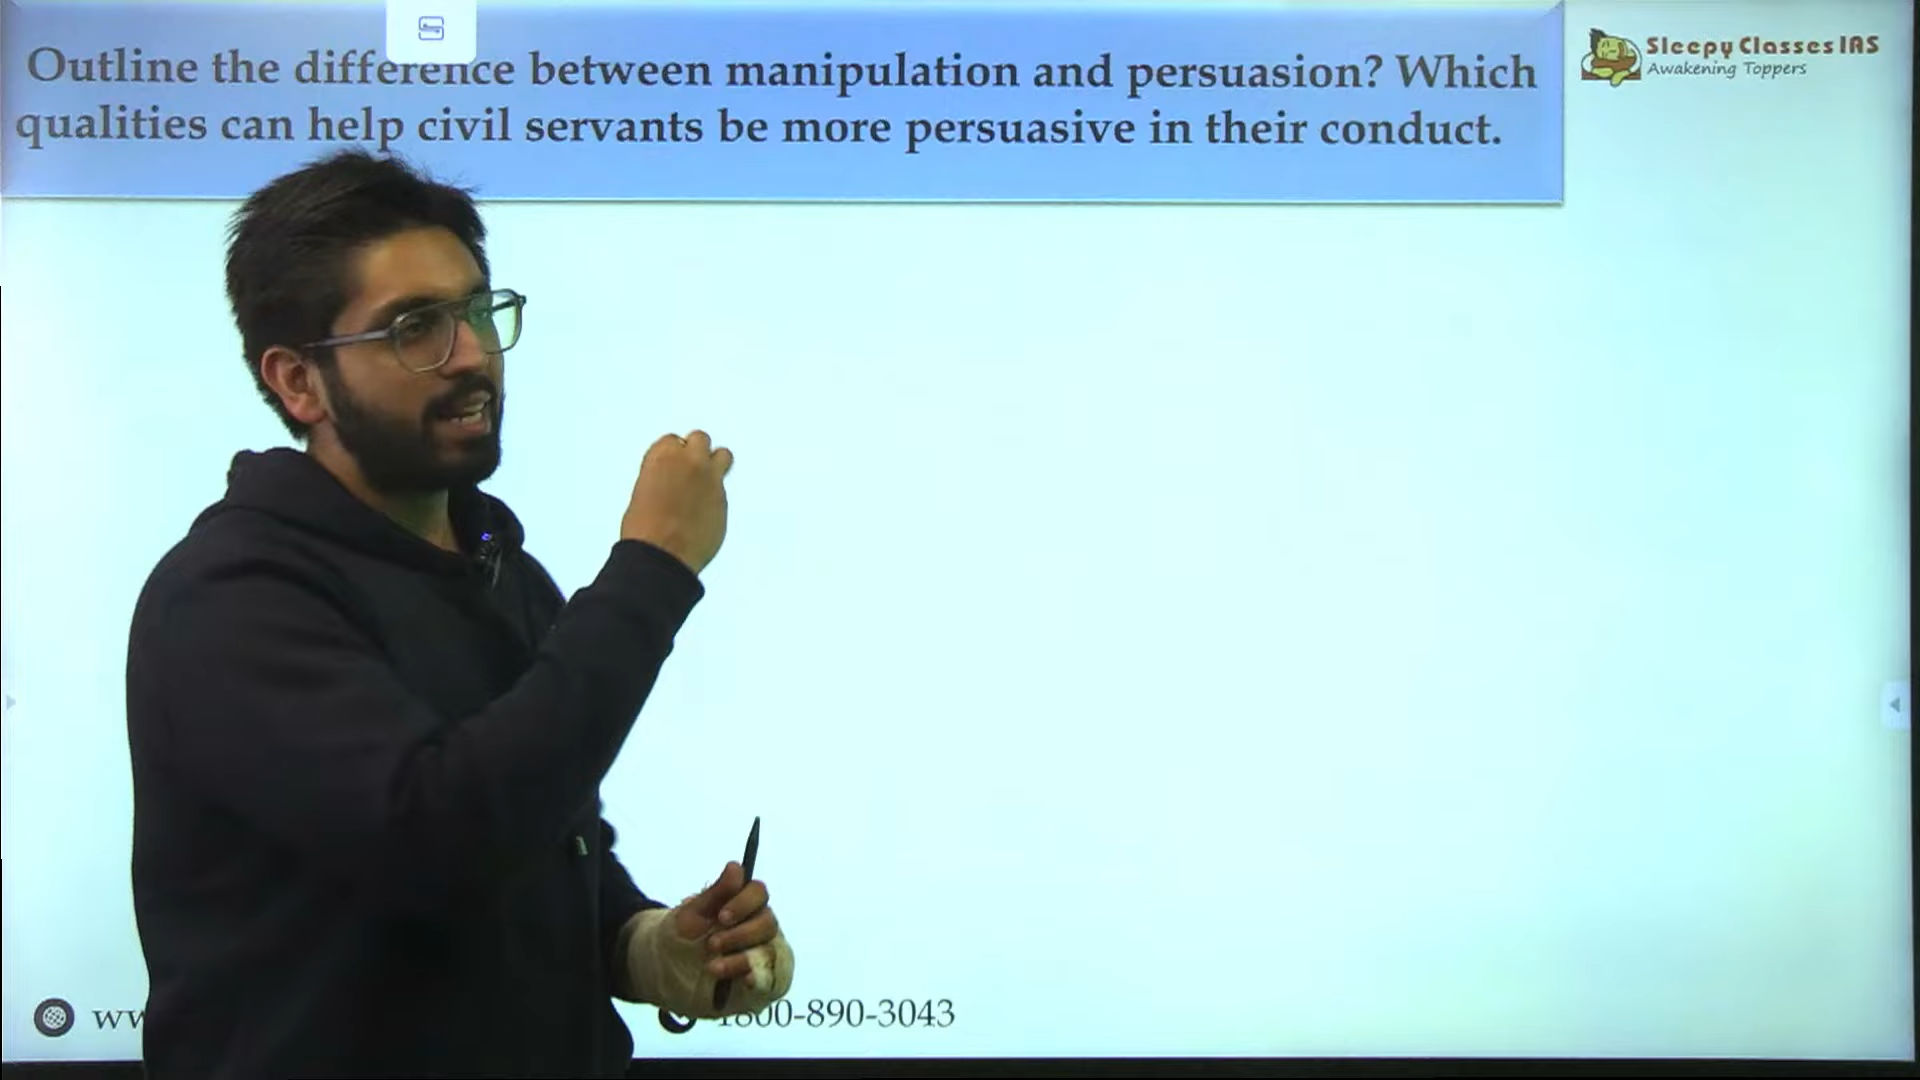 Outline the difference between manipulation and persuasion? Which
qualities can help civil servants be more persuasive in their conduct.
Sleepy Classes IAS
Awakening Toppers
1800-890-3043